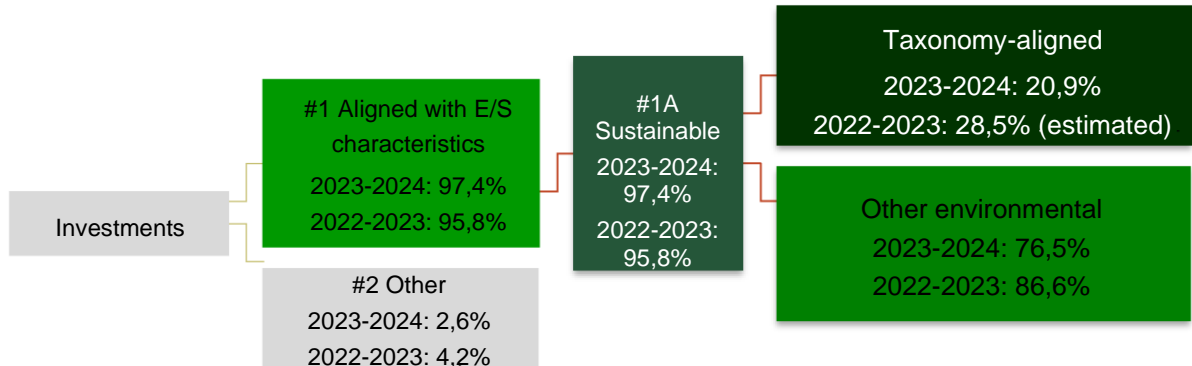 Investments
#1 Aligned with E/S
characteristics
2023-2024: 97,4%
2022-2023: 95,8%
#2 Other
2023-2024: 2,6%
2022-2023: 4,2%
#1A
Sustainable
2023-2024:
97,4%
2022-2023:
95,8%
Taxonomy-aligned
2023-2024: 20,9%
2022-2023: 28,5% (estimated)
Other environmental
2023-2024: 76,5%
2022-2023: 86,6%